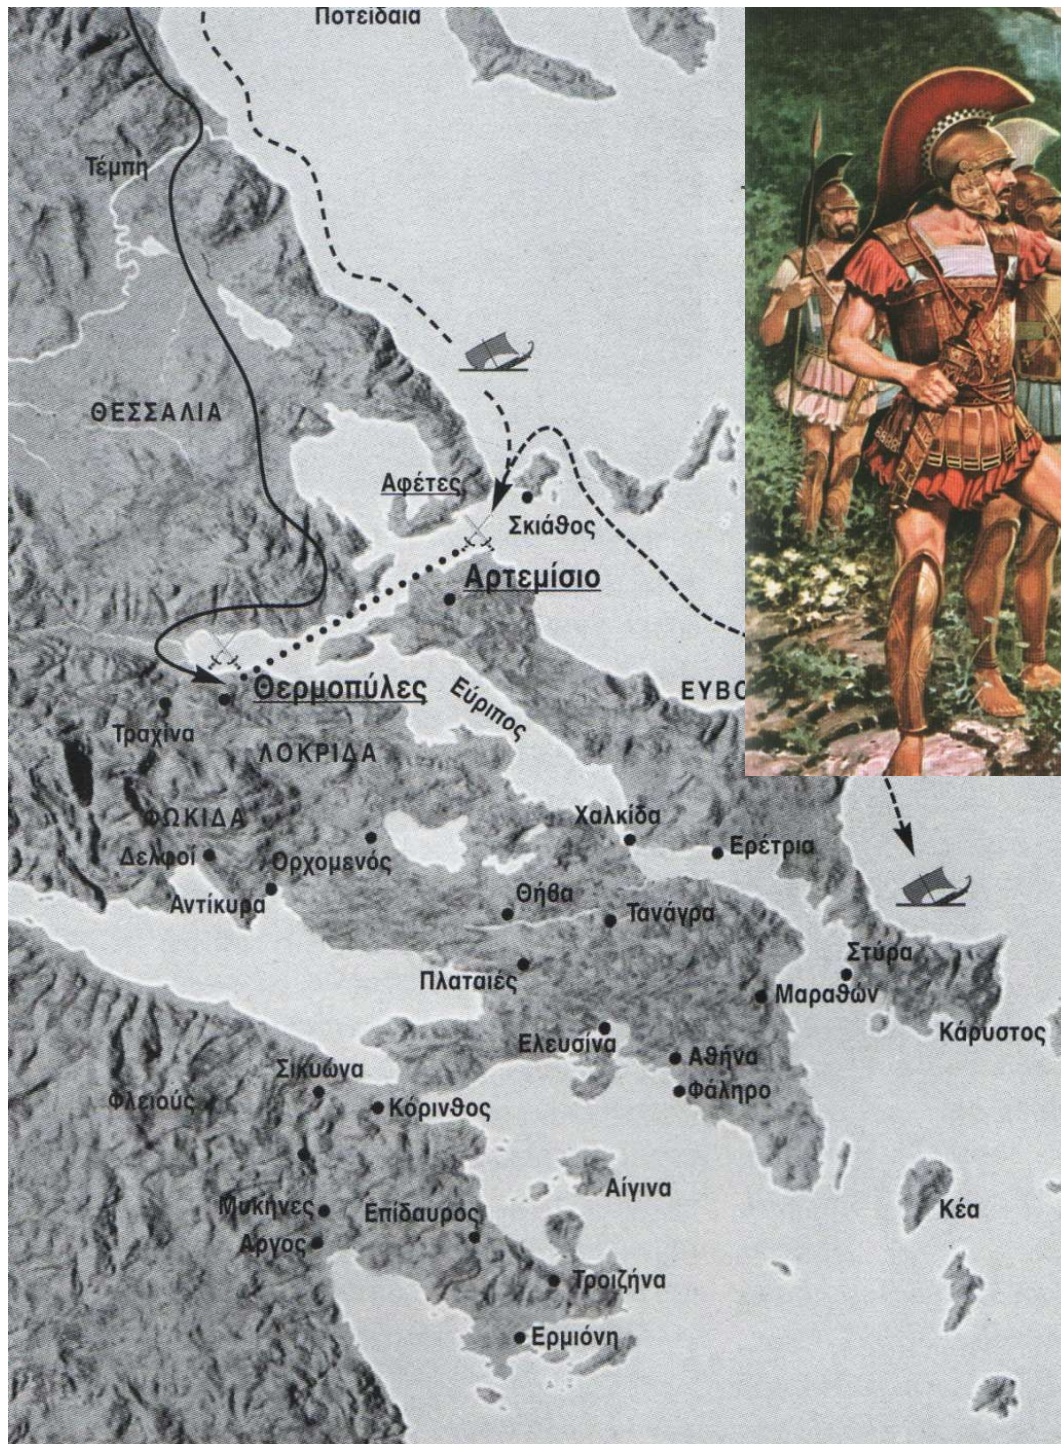 Ποτείδαια
Τέμπη
ΘΕΣΣΑΛΙΑ
Αφέτες
Σκιάθος
Αρτεμίσιο
Θερμοπύλες
Εύριπος
ΕΥΒΟ
Τραχίνα
ΛΟΚΡΙΔΑ
ΦΩΚΙΔΑ
Χαλκίδα
Ερέτρια
Δελφοί
Ορχομενός
Αντίκυρα
Θήβα
Τανάγρα
Στύρα
Πλαταιές
Μαραθών
Κάρυστος
Ελευσίνα
Αθήνα
Φάληρο
Σικυώνα
Φλειούς
Κόρινθος
Αίγινα
Μυκήνες
Επίδαυρος
Κέα
Αργος
Τροιζήνα
Ερμιόνη